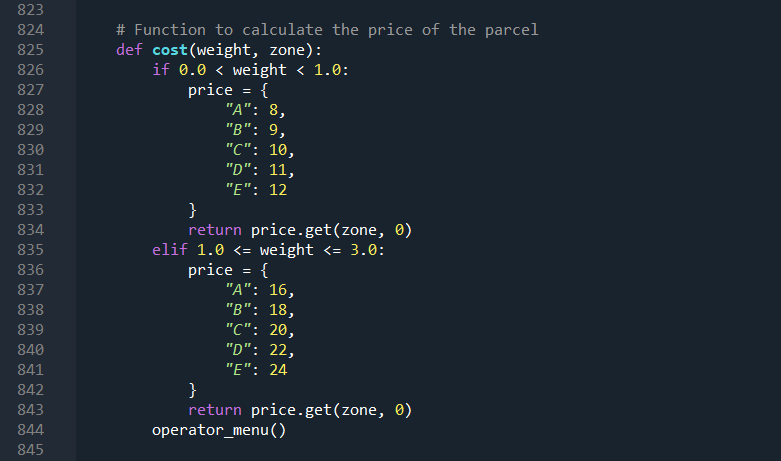 823
824 # Function to calculate the price of the parcel
825 def cost(weight, zone):
826 if 0.0 < weight < 1.0:
827 price = {
828 "A": 8,
829 "B": 9,
830 "C": 10,
831 "D": 11,
832 "E": 12
833 }
834 return price.get(zone, 0)
835 elif 1.0 <= weight <= 3.0:
836 price = {
837 "A": 16,
838 "B": 18,
839 "C": 20,
840 "D": 22,
841 "E": 24
842 }
843 return price.get(zone, 0)
844 operator_menu()
845